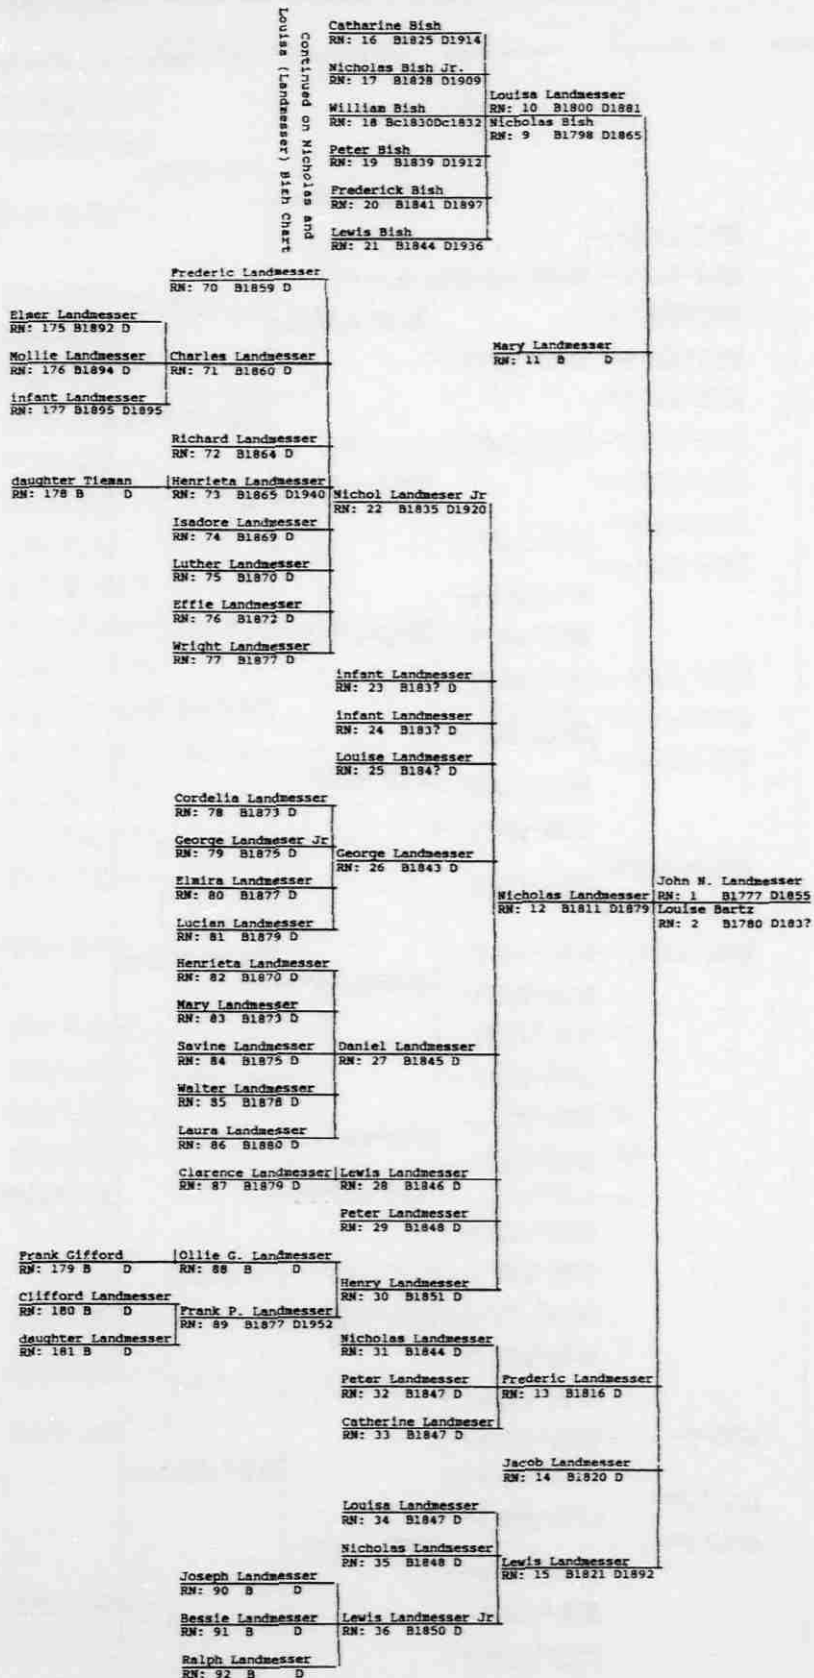 Continued on Nicholas and
Louisa (Landmesser) Bish Chart
Catharine Bish
RN: 16 B1825 D1914
Nicholas Bish Jr.
RN: 17 B1828 D1909
Louisa Landmesser
RN: 10 B1800 D1881
William Bish
RN: 18 Bc1830Dc1832
Nicholas Bish
RN: 9 B1798 D1865
Peter Bish
RN: 19 B1839 D1912
Frederick Bish
RN: 20 B1841 D1897
Lewis Bish
RN: 21 B1844 D1936
Frederic Landmesser
RN: 70 B1859 D
Elmer Landmesser
RN: 175 B1892 D
Mary Landmesser
RN: 11 B D
Mollie Landmesser
RN: 176 B1894 D
Charles Landmesser
RN: 71 B1860 D
infant Landmesser
RN: 177 B1895 D1895
Richard Landmesser
RN: 72 B1864 D
daughter Tieman
RN: 178 B D
Henrieta Landmesser
RN: 73 B1865 D1940
Nichol Landmeser Jr
RN: 22 B1835 D1920
Isadore Landmesser
RN: 74 B1869 D
Luther Landmesser
RN: 75 B1870 D
Effie Landmesser
RN: 76 B1872 D
Wright Landmesser
RN: 77 B1877 D
infant Landmesser
RN: 23 B183? D
infant Landmesser
RN: 24 B183? D
Louise Landmesser
RN: 25 B184? D
Cordelia Landmesser
RN: 78 B1873 D
George Landmeser Jr
RN: 79 B1875 D
George Landmesser
RN: 26 B1843 D
Elmira Landmesser
RN: 80 B1877 D
John N. Landmesser
RN: 1 B1777 D1855
Nicholas Landmesser
RN: 12 B1811 D1879
Louise Bartz
RN: 2 B1780 D183?
Lucian Landmesser
RN: 81 B1879 D
Henrieta Landmesser
RN: 82 B1870 D
Mary Landmesser
RN: 83 B1873 D
Savine Landmesser
RN: 84 B1875 D
Daniel Landmesser
RN: 27 B1845 D
Walter Landmesser
RN: 85 B1878 D
Laura Landmesser
RN: 86 B1880 D
Clarence Landmesser
RN: 87 B1879 D
Lewis Landmesser
RN: 28 B1846 D
Peter Landmesser
RN: 29 B1848 D
Frank Gifford
RN: 179 B D
Ollie G. Landmesser
RN: 88 B D
Henry Landmesser
RN: 30 B1851 D
Clifford Landmesser
RN: 180 B D
Frank P. Landmesser
RN: 89 B1877 D1952
daughter Landmesser
RN: 181 B D
Nicholas Landmesser
RN: 31 B1844 D
Peter Landmesser
RN: 32 B1847 D
Frederic Landmesser
RN: 13 B1816 D
Catherine Landmeser
RN: 33 B1847 D
Jacob Landmesser
RN: 14 B1820 D
Louisa Landmesser
RN: 34 B1847 D
Nicholas Landmesser
RN: 35 B1848 D
Lewis Landmesser
RN: 15 B1821 D1892
Joseph Landmesser
RN: 90 B D
Bessie Landmesser
RN: 91 B D
Lewis Landmesser Jr
RN: 36 B1850 D
Ralph Landmesser
RN: 92 B D